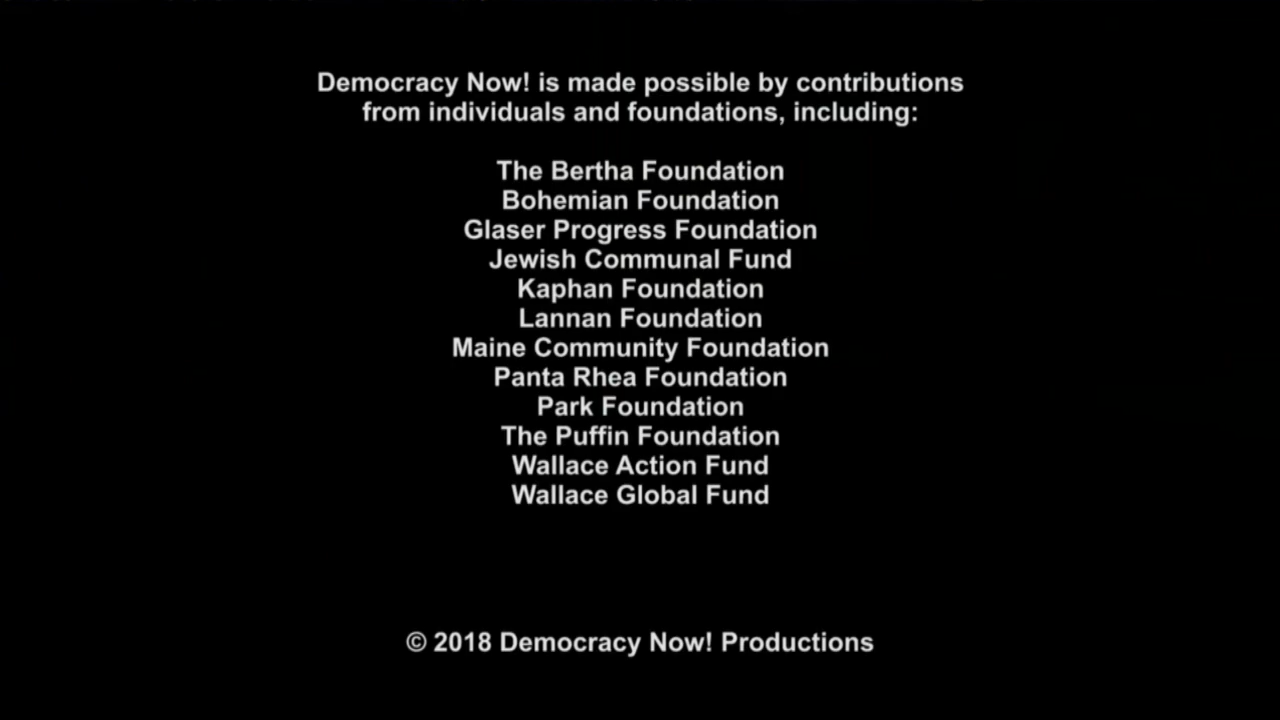 Democracy Now! is made possible by contributions
from individuals and foundations, including:
The Bertha Foundation
Bohemian Foundation
Glaser Progress Foundation
Jewish Communal Fund
Kaphan Foundation
Lannan Foundation
Maine Community Foundation
Panta Rhea Foundation
Park Foundation
The Puffin Foundation
Wallace Action Fund
Wallace Global Fund
© 2018 Democracy Now! Productions